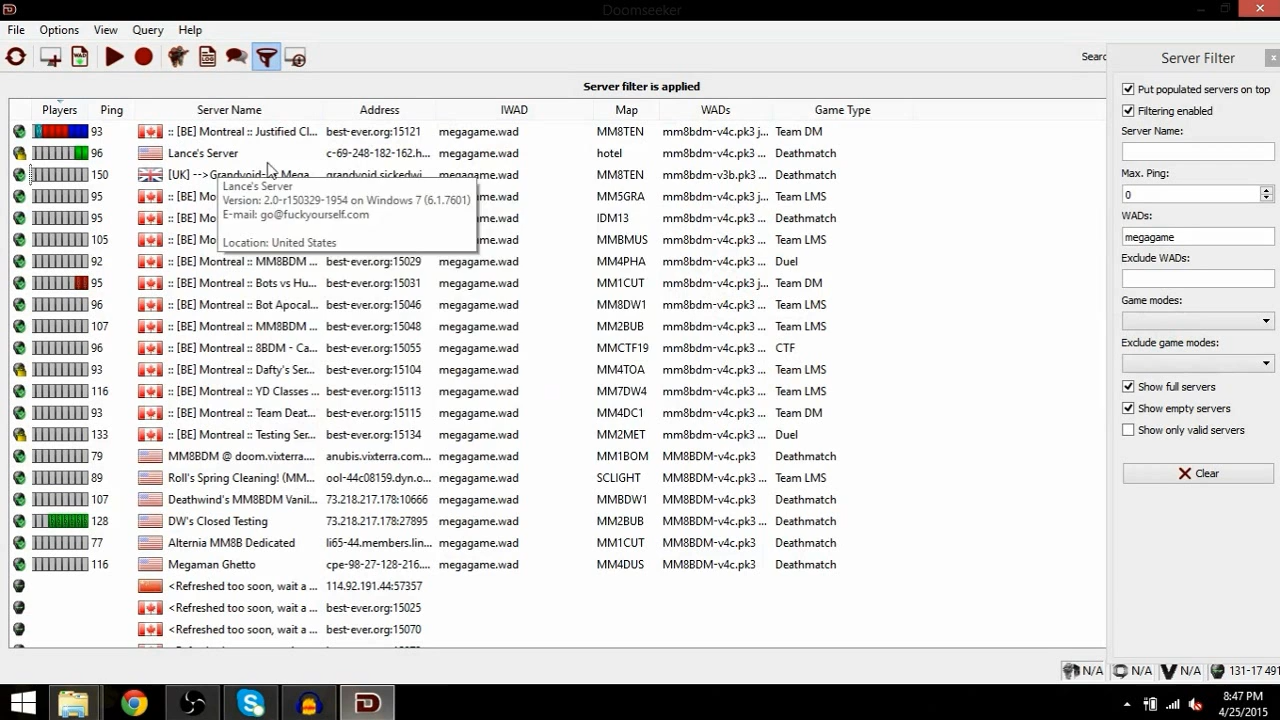 Doomseeker
File Options View Query Help
Searc
Server filter is applied
Players Ping Server Name Address IWAD Map WADs Game Type
93 :: [BE] Montreal :: Justified Cl... best-ever.org:15121 megagame.wad MM8TEN mm8bdm-v4c.pk3 j... Team DM
96 Lance's Server c-69-248-182-162.h... megagame.wad hotel mm8bdm-v4c.pk3 ... Deathmatch
150 [UK] -->Grandvoid- Mega grandvoid.sickedwi megagame.wad MM8TEN mm8bdm-v3b.pk3 ... Deathmatch
Lance's Server
Version: 2.0-r150329-1954 on Windows 7 (6.1.7601)
E-mail: go@fuckyourself.com
Location: United States
95 :: [BE] Mo megagame.wad MM5GRA mm8bdm-v4c.pk3 ... Team LMS
95 :: [BE] Mo megagame.wad IDM13 mm8bdm-v4c.pk3 ... Deathmatch
105 :: [BE] Mo megagame.wad MMBMUS mm8bdm-v4c.pk3 ... Team LMS
92 :: [BE] Montreal :: MM8BDM ... best-ever.org:15029 megagame.wad MM4PHA mm8bdm-v4c.pk3 ... Duel
95 :: [BE] Montreal :: Bots vs Hu... best-ever.org:15031 megagame.wad MM1CUT mm8bdm-v4c.pk3 ... Team DM
96 :: [BE] Montreal :: Bot Apocal... best-ever.org:15046 megagame.wad MM8DW1 mm8bdm-v4c.pk3 ... Team LMS
107 :: [BE] Montreal :: MM8BDM ... best-ever.org:15048 megagame.wad MM2BUB mm8bdm-v4c.pk3 ... Team LMS
96 :: [BE] Montreal :: 8BDM - Ca... best-ever.org:15055 megagame.wad MMCTF19 mm8bdm-v4c.pk3 ... CTF
93 :: [BE] Montreal :: Dafty's Ser... best-ever.org:15104 megagame.wad MM4TOA mm8bdm-v4c.pk3 ... Team LMS
116 :: [BE] Montreal :: YD Classes ... best-ever.org:15113 megagame.wad MM7DW4 mm8bdm-v4c.pk3 ... Team LMS
93 :: [BE] Montreal :: Team Deat... best-ever.org:15115 megagame.wad MM4DC1 mm8bdm-v4c.pk3 ... Team DM
133 :: [BE] Montreal :: Testing Ser... best-ever.org:15134 megagame.wad MM2MET mm8bdm-v4c.pk3 ... Duel
79 MM8BDM @ doom.vixterra.... anubis.vixterra.com... megagame.wad MM1BOM MM8BDM-v4c.pk3 Deathmatch
89 Roll's Spring Cleaning! (MM... ool-44c08159.dyn.o... megagame.wad SCLIGHT MM8BDM-v4c.pk3 ... Team LMS
107 Deathwind's MM8BDM Vanil... 73.218.217.178:10666 megagame.wad MMBDW1 MM8BDM-v4c.pk3 Deathmatch
128 DW's Closed Testing 73.218.217.178:27895 megagame.wad MM2BUB MM8BDM-v4c.pk3 ... Deathmatch
77 Alternia MM8B Dedicated li65-44.members.lin... megagame.wad MM1CUT MM8BDM-v4c.pk3 Deathmatch
116 Megaman Ghetto cpe-98-27-128-216.... megagame.wad MM4DUS MM8BDM-v4c.pk3 Deathmatch
<Refreshed too soon, wait a ... 114.92.191.44:57357
<Refreshed too soon, wait a ... best-ever.org:15025
<Refreshed too soon, wait a ... best-ever.org:15070
Server Filter
Put populated servers on top
Filtering enabled
Server Name:
Max. Ping:
0
WADs:
megagame
Exclude WADs:
Game modes:
Exclude game modes:
Show full servers
Show empty servers
Show only valid servers
Clear
N/A N/A N/A 131-17 491
8:47 PM
4/25/2015